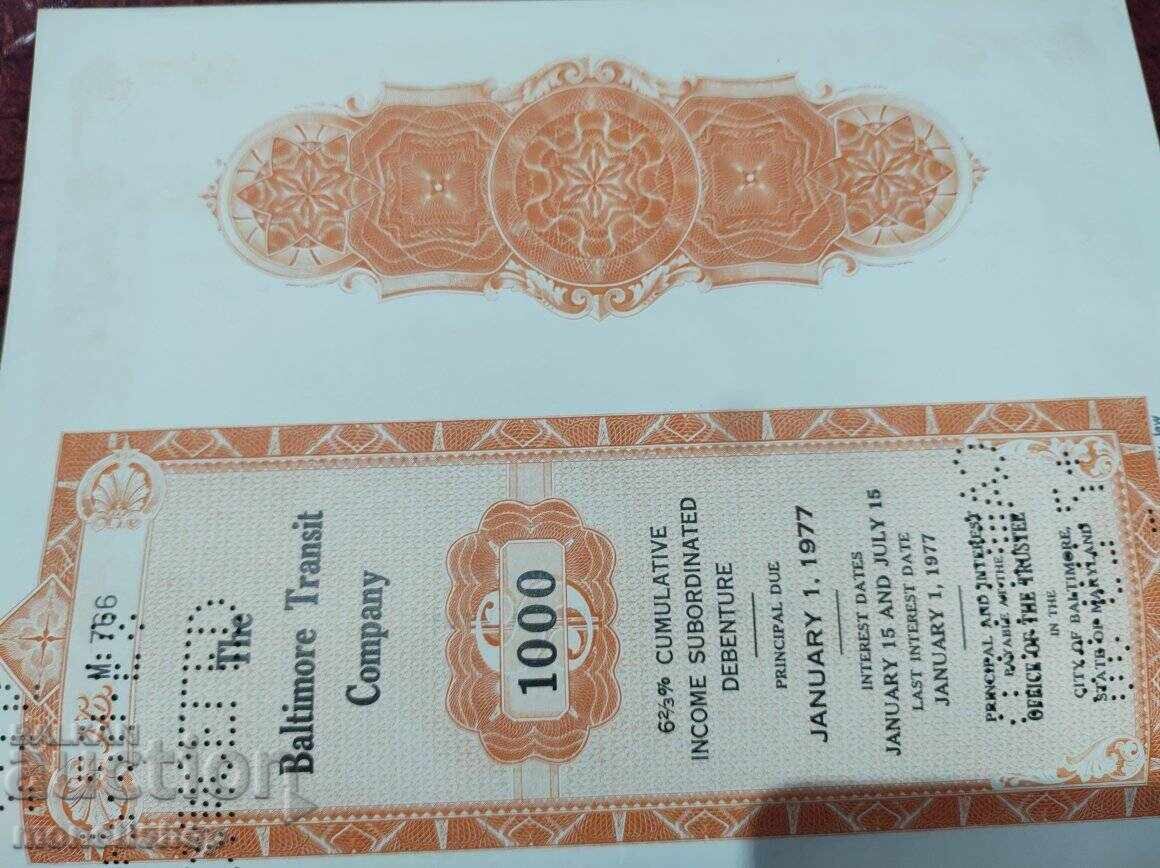 M: 766
The
Baltimore Transit
Company
$
1000
6⅔% CUMULATIVE
INCOME SUBORDINATED
DEBENTURE
PRINCIPAL DUE
JANUARY 1, 1977
INTEREST DATES
JANUARY 15 AND JULY 15
LAST INTEREST DATE
JANUARY 1, 1977
PRINCIPAL AND INTEREST
PAYABLE AT THE
OFFICE OF THE TRUSTEE
IN THE
CITY OF BALTIMORE,
STATE OF MARYLAND
BALKAN
auction